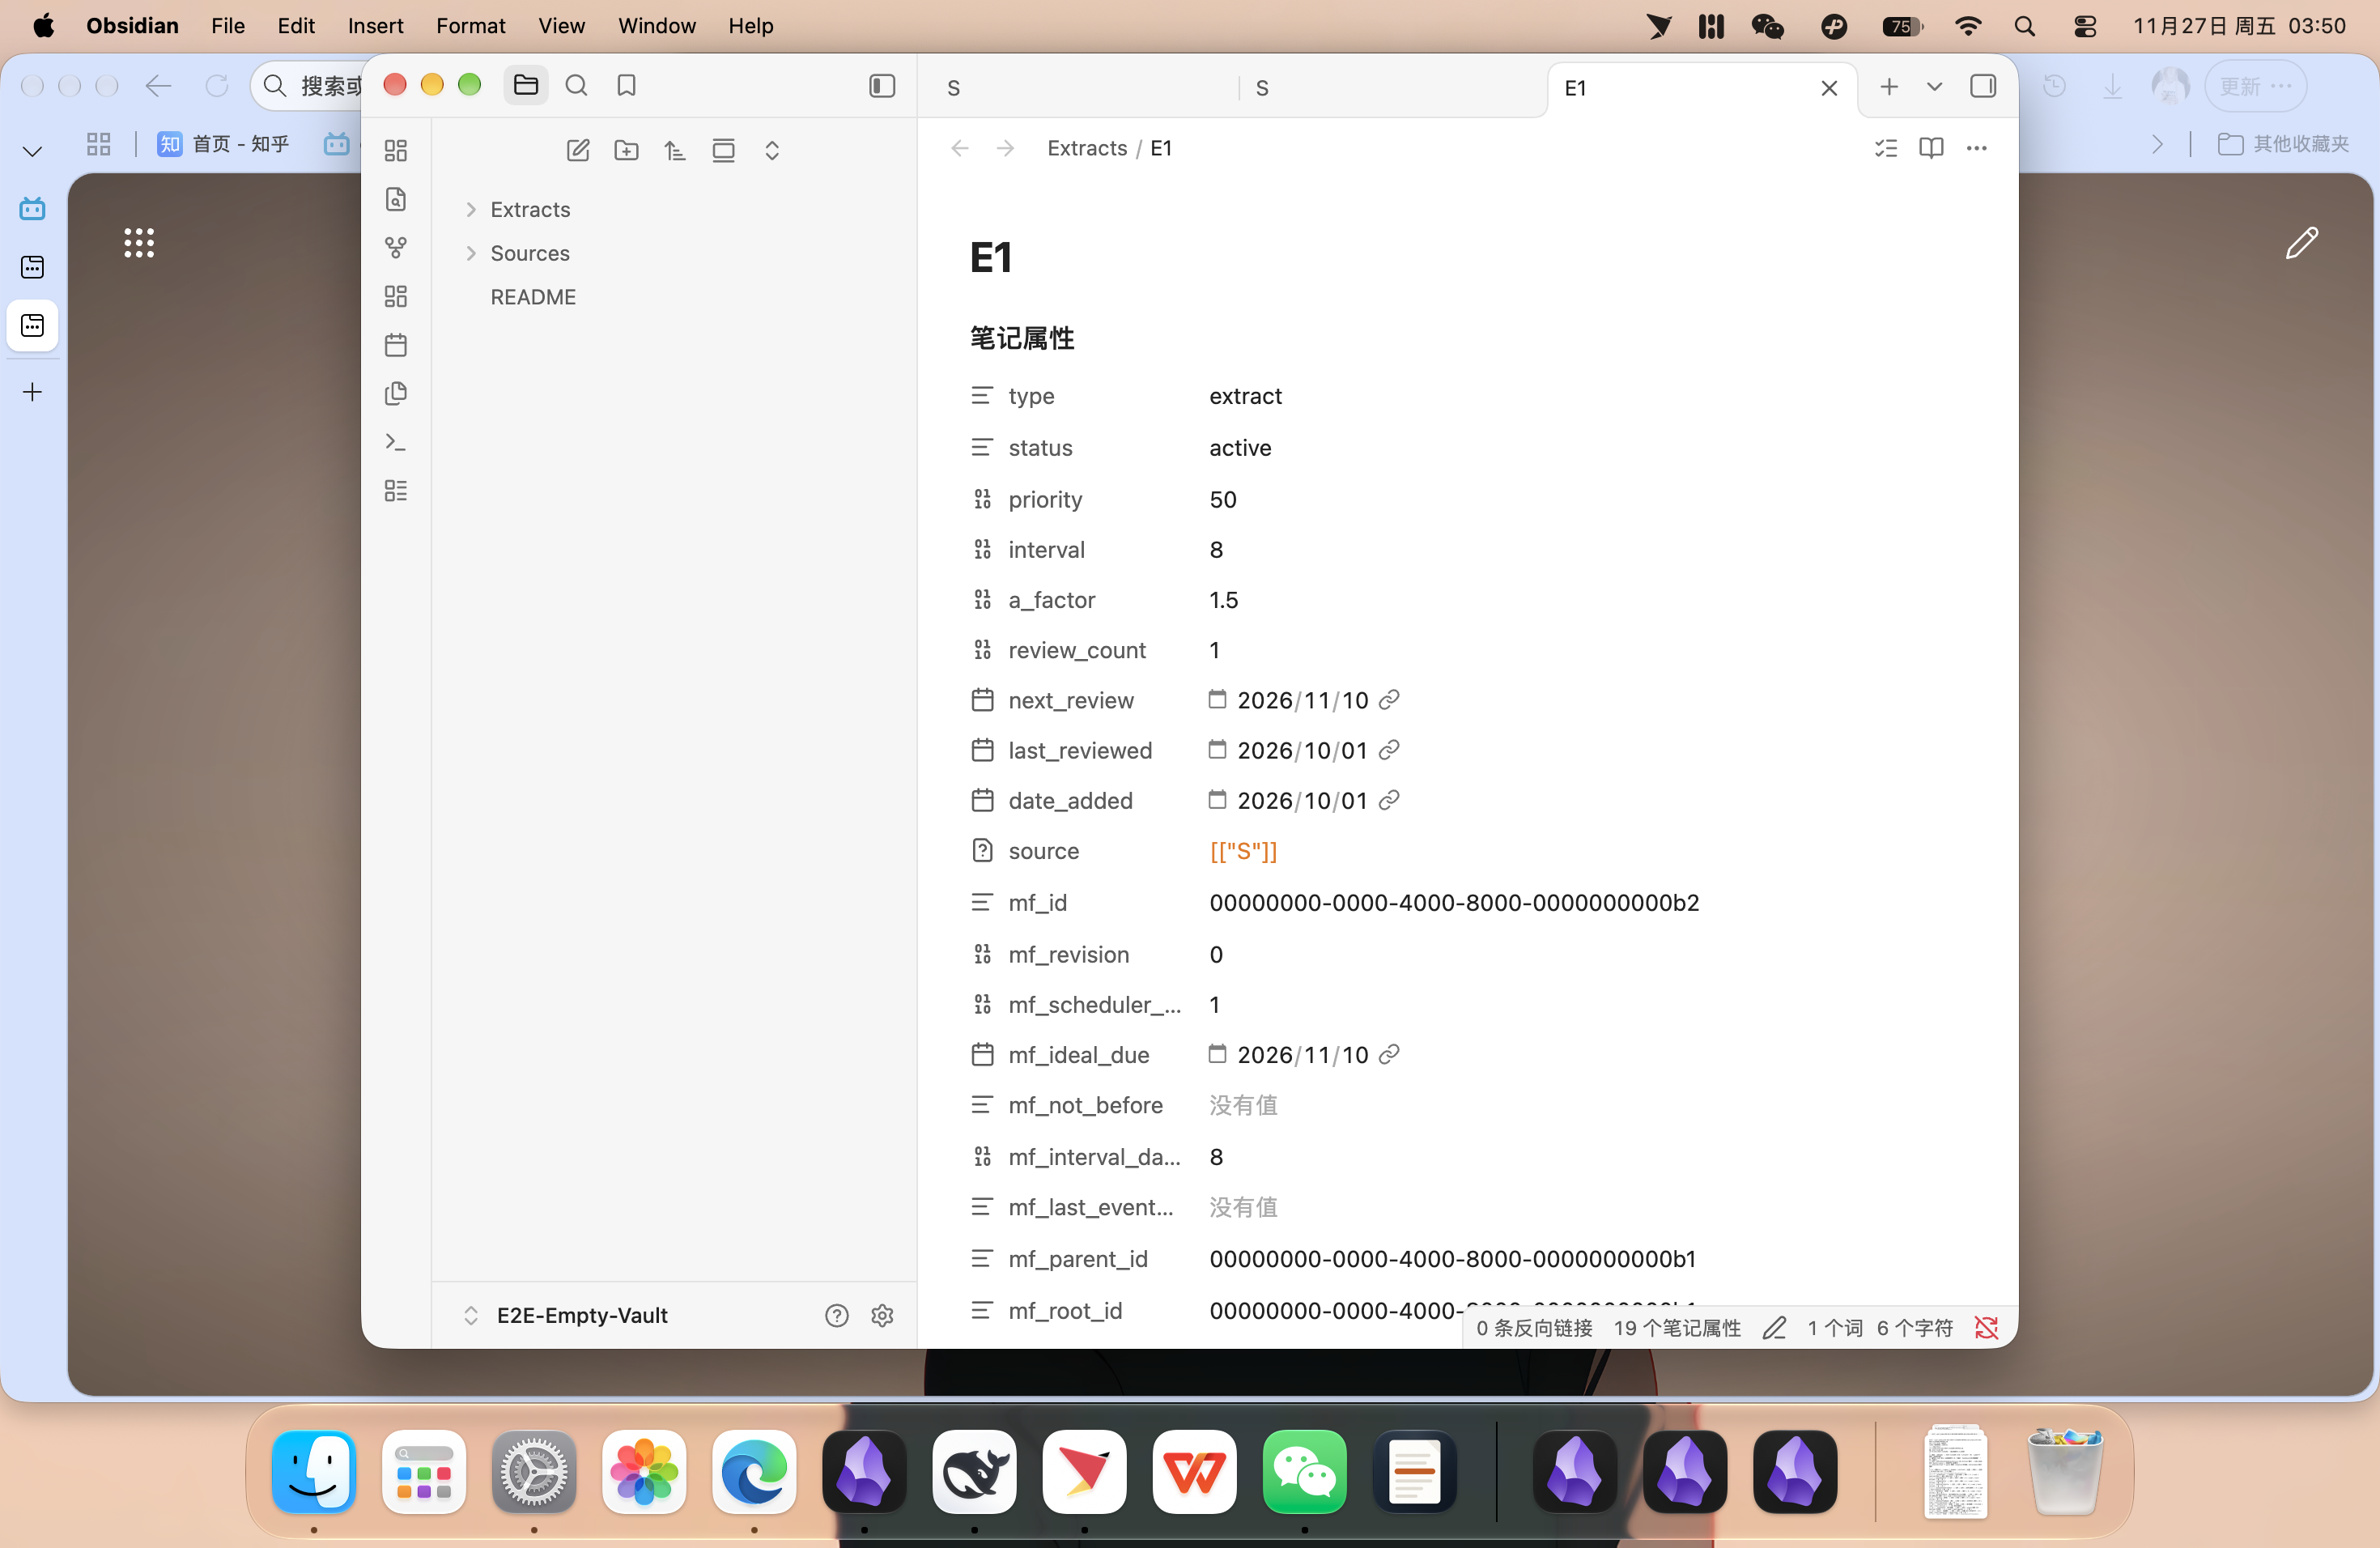 Obsidian File Edit Insert Format View Window Help 75 11月27日 周五 03:50
搜索或
更新
知 首页 - 知乎
其他收藏夹
S
S
E1
Extracts / E1
Extracts
Sources
README
E1
笔记属性
type extract
status active
priority 50
interval 8
a_factor 1.5
review_count 1
next_review 2026/11/10
last_reviewed 2026/10/01
date_added 2026/10/01
source [["S"]]
mf_id 00000000-0000-4000-8000-0000000000b2
mf_revision 0
mf_scheduler_... 1
mf_ideal_due 2026/11/10
mf_not_before 没有值
mf_interval_da... 8
mf_last_event... 没有值
mf_parent_id 00000000-0000-4000-8000-0000000000b1
mf_root_id 00000000-0000-4000-
E2E-Empty-Vault
0 条反向链接 19 个笔记属性 1 个词 6 个字符